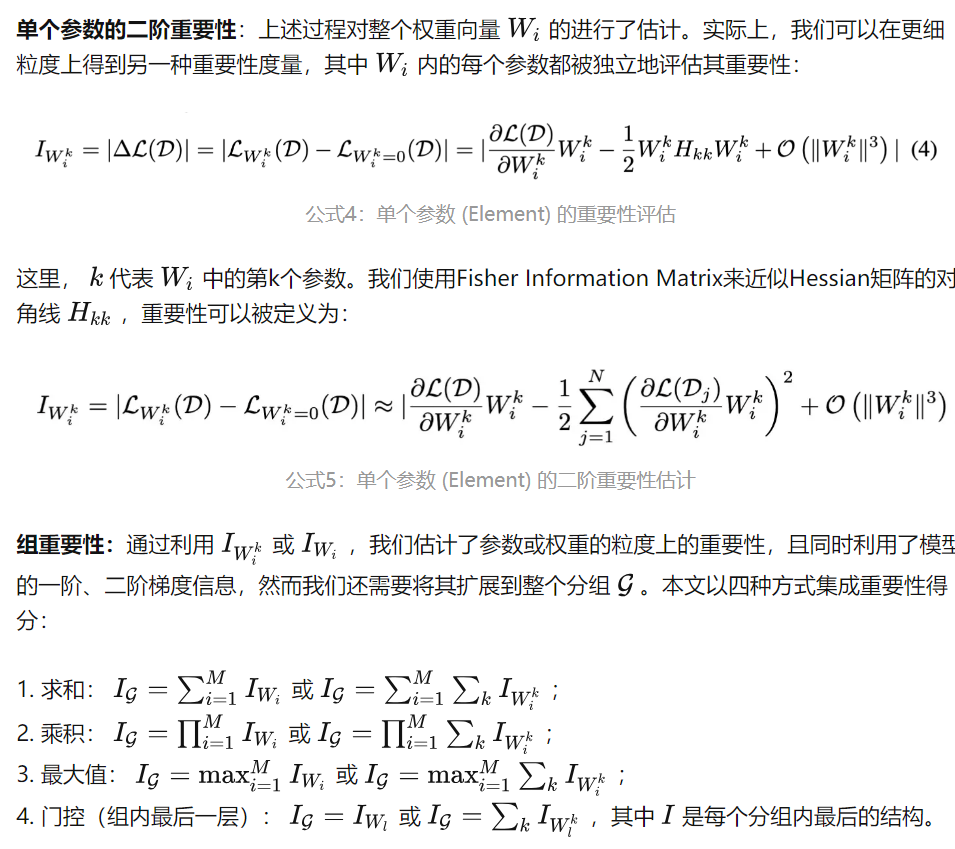 单个参数的二阶重要性：上述过程对整个权重向量 $W_i$ 的进行了估计。实际上，我们可以在更细
粒度上得到另一种重要性度量，其中 $W_i$ 内的每个参数都被独立地评估其重要性：
$I_{W_i^k} = |\Delta \mathcal{L}(\mathcal{D})| = |\mathcal{L}_{W_i^k}(\mathcal{D}) - \mathcal{L}_{W_i^k=0}(\mathcal{D})| = |\frac{\partial \mathcal{L}(\mathcal{D})}{\partial W_i^k} W_i^k - \frac{1}{2} W_i^k H_{kk} W_i^k + \mathcal{O}\left(\|W_i^k\|^3\right)|$ (4)
公式4：单个参数 (Element) 的重要性评估
这里， $k$ 代表 $W_i$ 中的第k个参数。我们使用Fisher Information Matrix来近似Hessian矩阵的对
角线 $H_{kk}$ ，重要性可以被定义为：
$I_{W_i^k} = |\mathcal{L}_{W_i^k}(\mathcal{D}) - \mathcal{L}_{W_i^k=0}(\mathcal{D})| \approx |\frac{\partial \mathcal{L}(\mathcal{D})}{\partial W_i^k} W_i^k - \frac{1}{2} \sum_{j=1}^{N} \left(\frac{\partial \mathcal{L}(\mathcal{D}_j)}{\partial W_i^k} W_i^k\right)^2 + \mathcal{O}\left(\|W_i^k\|^3\right)$
公式5：单个参数 (Element) 的二阶重要性估计
组重要性：通过利用 $I_{W_i^k}$ 或 $I_{W_i}$ ，我们估计了参数或权重的粒度上的重要性，且同时利用了模型
的一阶、二阶梯度信息，然而我们还需要将其扩展到整个分组 $\mathcal{G}$ 。本文以四种方式集成重要性得
分：
1. 求和： $I_{\mathcal{G}} = \sum_{i=1}^{M} I_{W_i}$ 或 $I_{\mathcal{G}} = \sum_{i=1}^{M} \sum_k I_{W_i^k}$ ；
2. 乘积： $I_{\mathcal{G}} = \prod_{i=1}^{M} I_{W_i}$ 或 $I_{\mathcal{G}} = \prod_{i=1}^{M} \sum_k I_{W_i^k}$ ；
3. 最大值： $I_{\mathcal{G}} = \max_{i=1}^{M} I_{W_i}$ 或 $I_{\mathcal{G}} = \max_{i=1}^{M} \sum_k I_{W_i^k}$ ；
4. 门控（组内最后一层）： $I_{\mathcal{G}} = I_{W_l}$ 或 $I_{\mathcal{G}} = \sum_k I_{W_l^k}$ ，其中 $I$ 是每个分组内最后的结构。